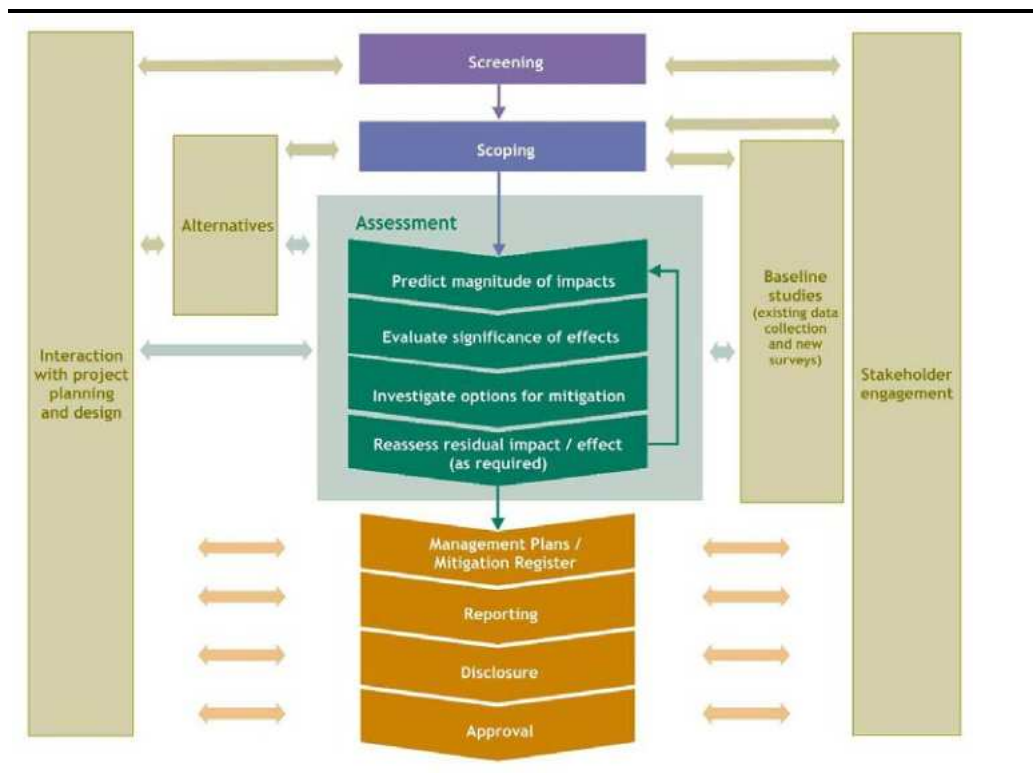 Screening
Scoping
Alternatives
Assessment
Predict magnitude of impacts
Evaluate significance of effects
Investigate options for mitigation
Reassess residual impact / effect
(as required)
Interaction
with project
planning
and design
Baseline
studies
(existing data
collection
and new
surveys)
Stakeholder
engagement
Management Plans /
Mitigation Register
Reporting
Disclosure
Approval